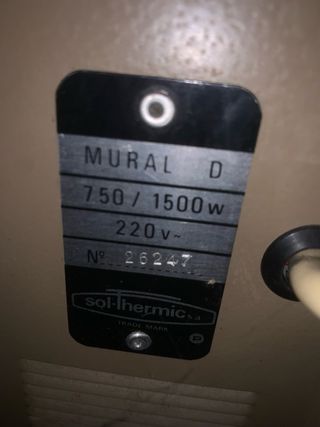 MURAL D
750 / 1500w
220v~
Nº 26247
sol-thermic s.a
TRADE MARK